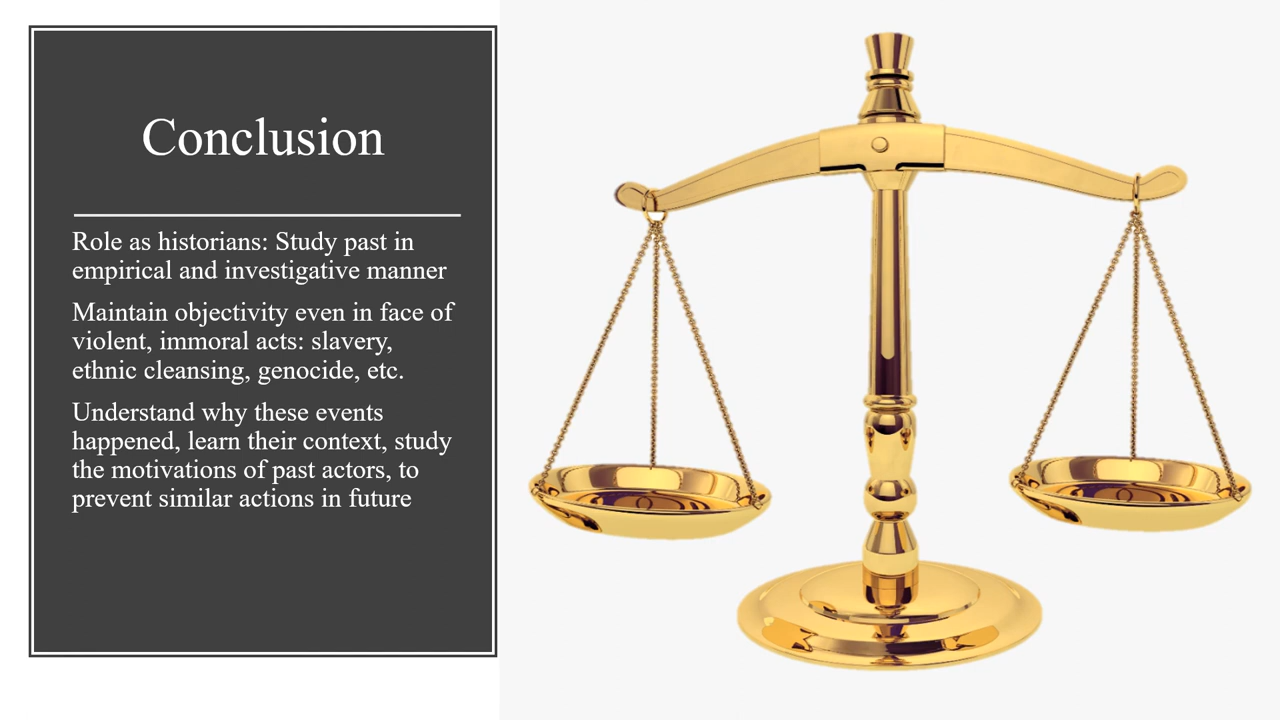 Conclusion
Role as historians: Study past in
empirical and investigative manner
Maintain objectivity even in face of
violent, immoral acts: slavery,
ethnic cleansing, genocide, etc.
Understand why these events
happened, learn their context, study
the motivations of past actors, to
prevent similar actions in future